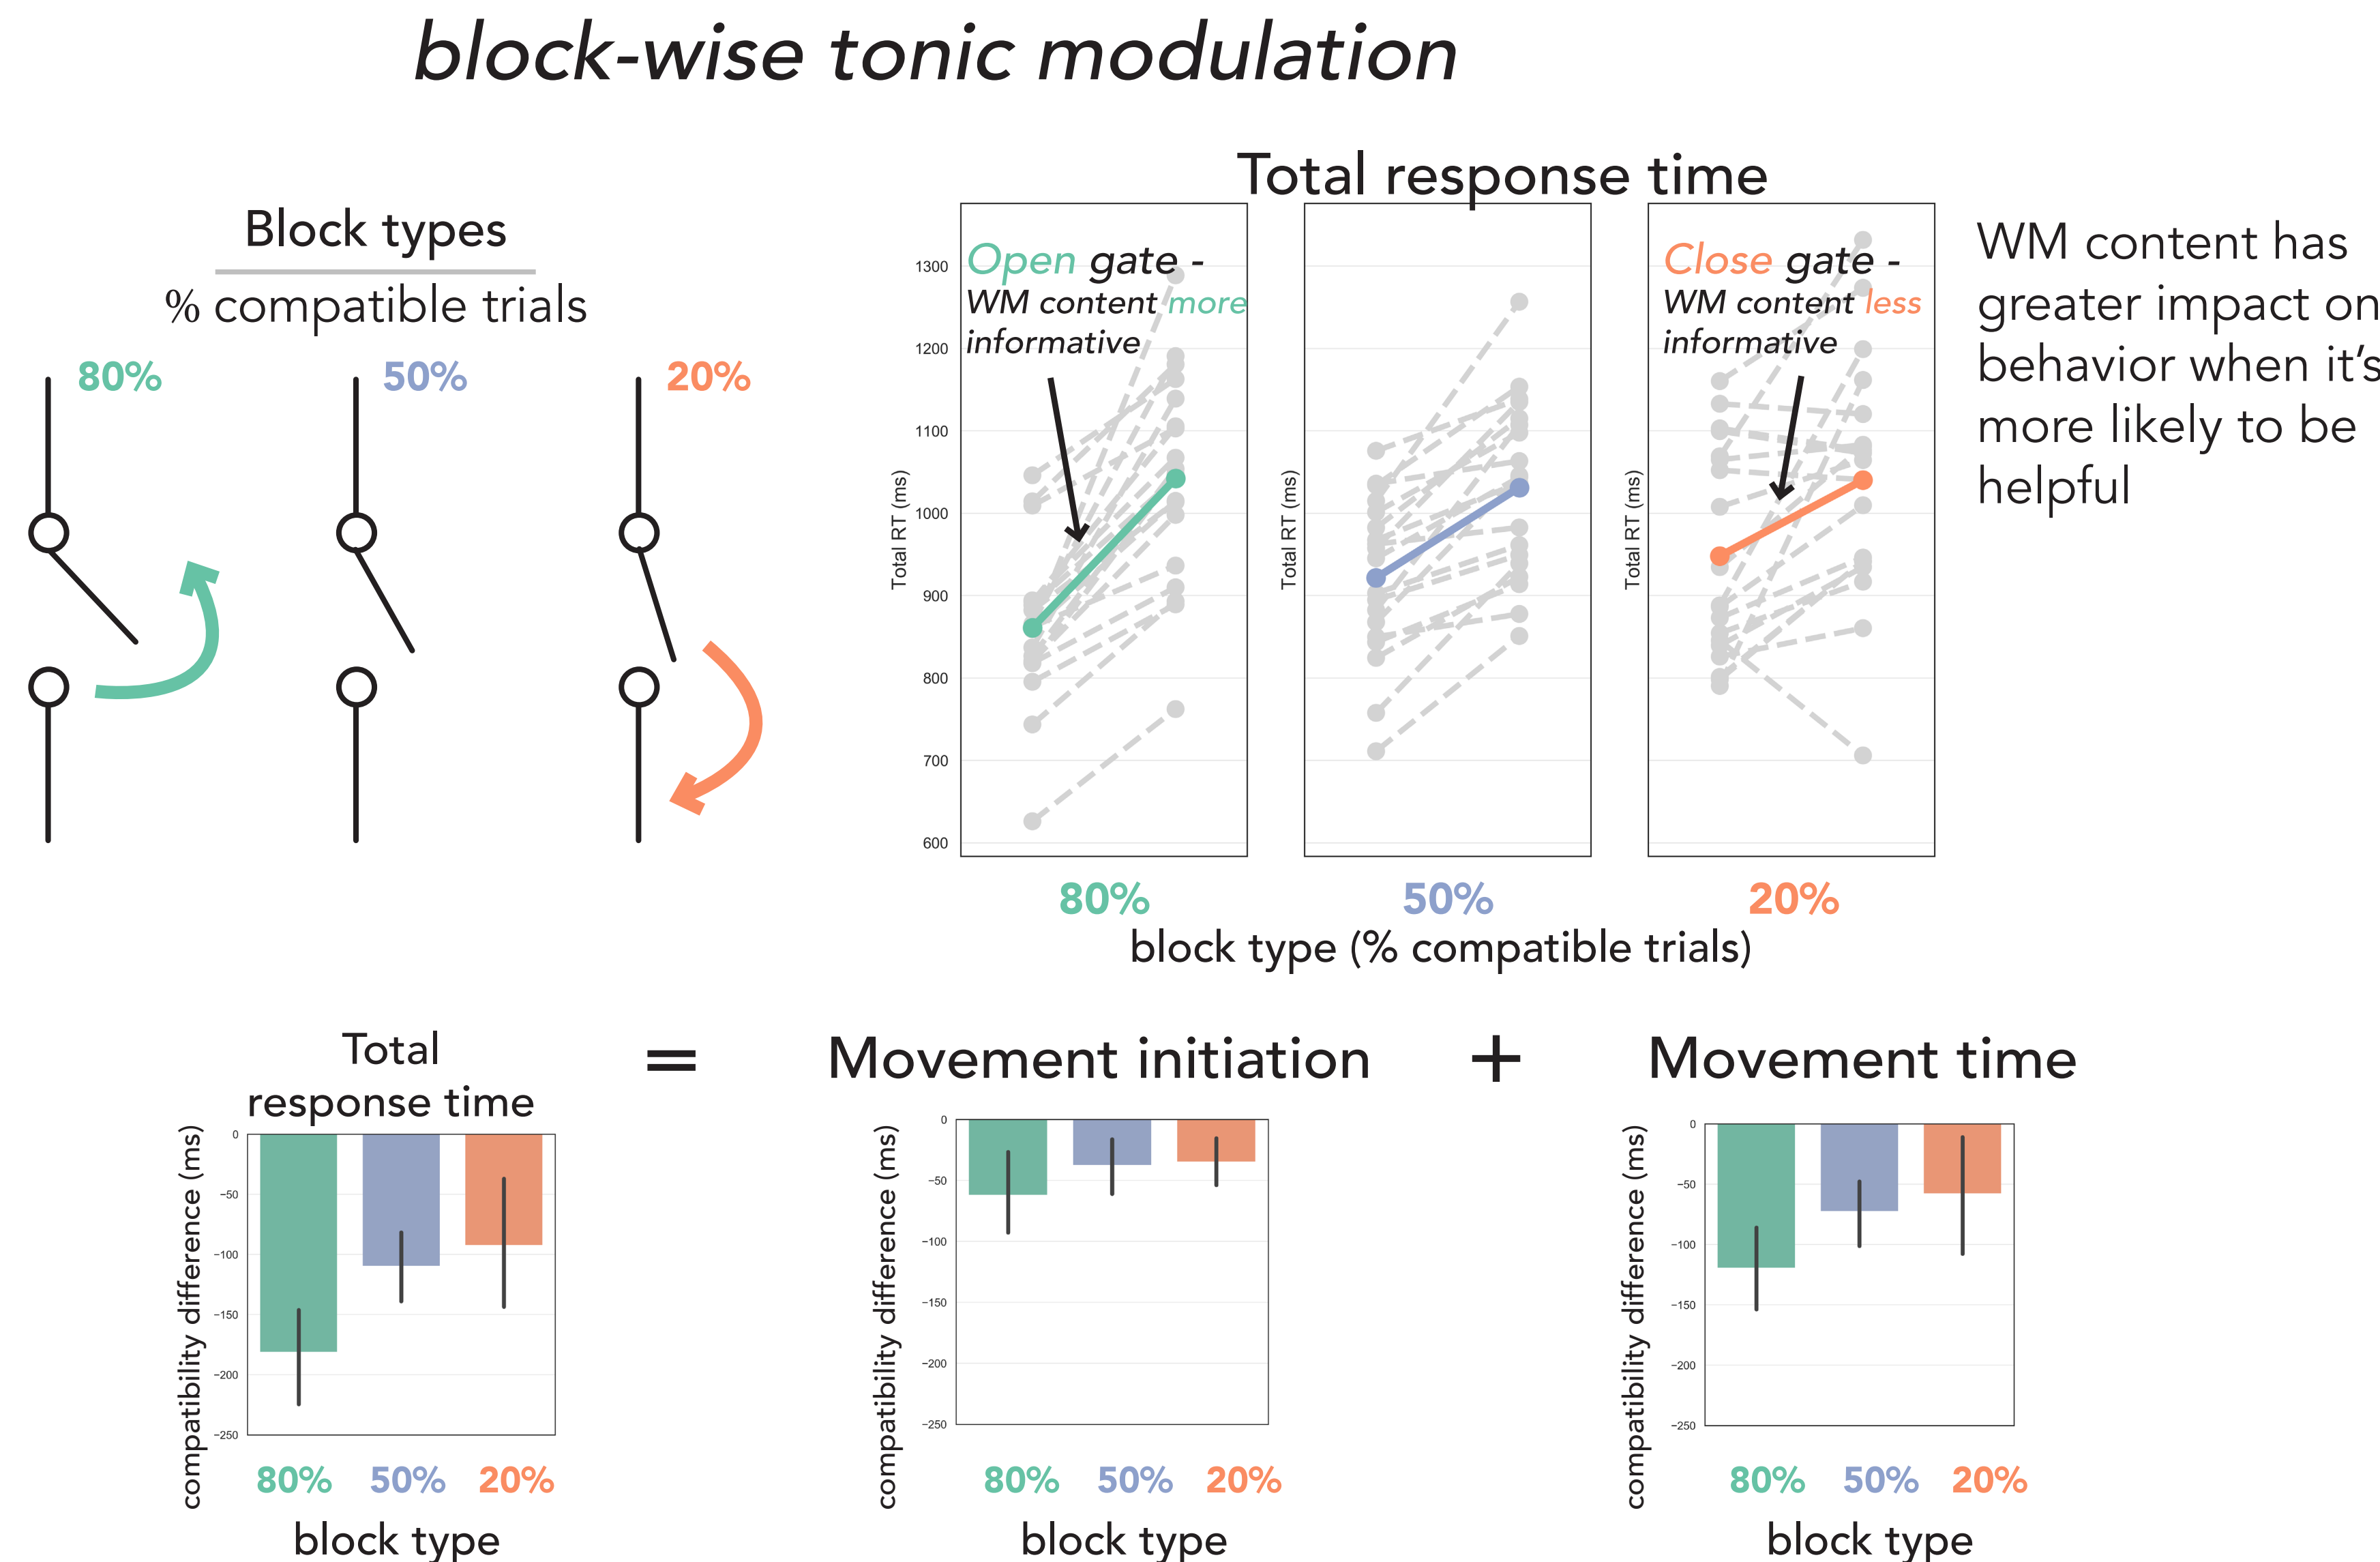 block-wise tonic modulation
Block types
% compatible trials
80%
50%
20%
Total response time
Total RT (ms)
1300
1200
1100
1000
900
800
700
600
Open gate -
WM content more
informative
Total RT (ms)
Total RT (ms)
Close gate -
WM content less
informative
80%
50%
20%
block type (% compatible trials)
WM content has
greater impact on
behavior when it’s
more likely to be
helpful
Total
response time
=
Movement initiation
+
Movement time
compatibility difference (ms)
0
−50
−100
−150
−200
−250
80%
50%
20%
block type
compatibility difference (ms)
0
−50
−100
−150
−200
−250
80%
50%
20%
block type
compatibility difference (ms)
0
−50
−100
−150
−200
−250
80%
50%
20%
block type